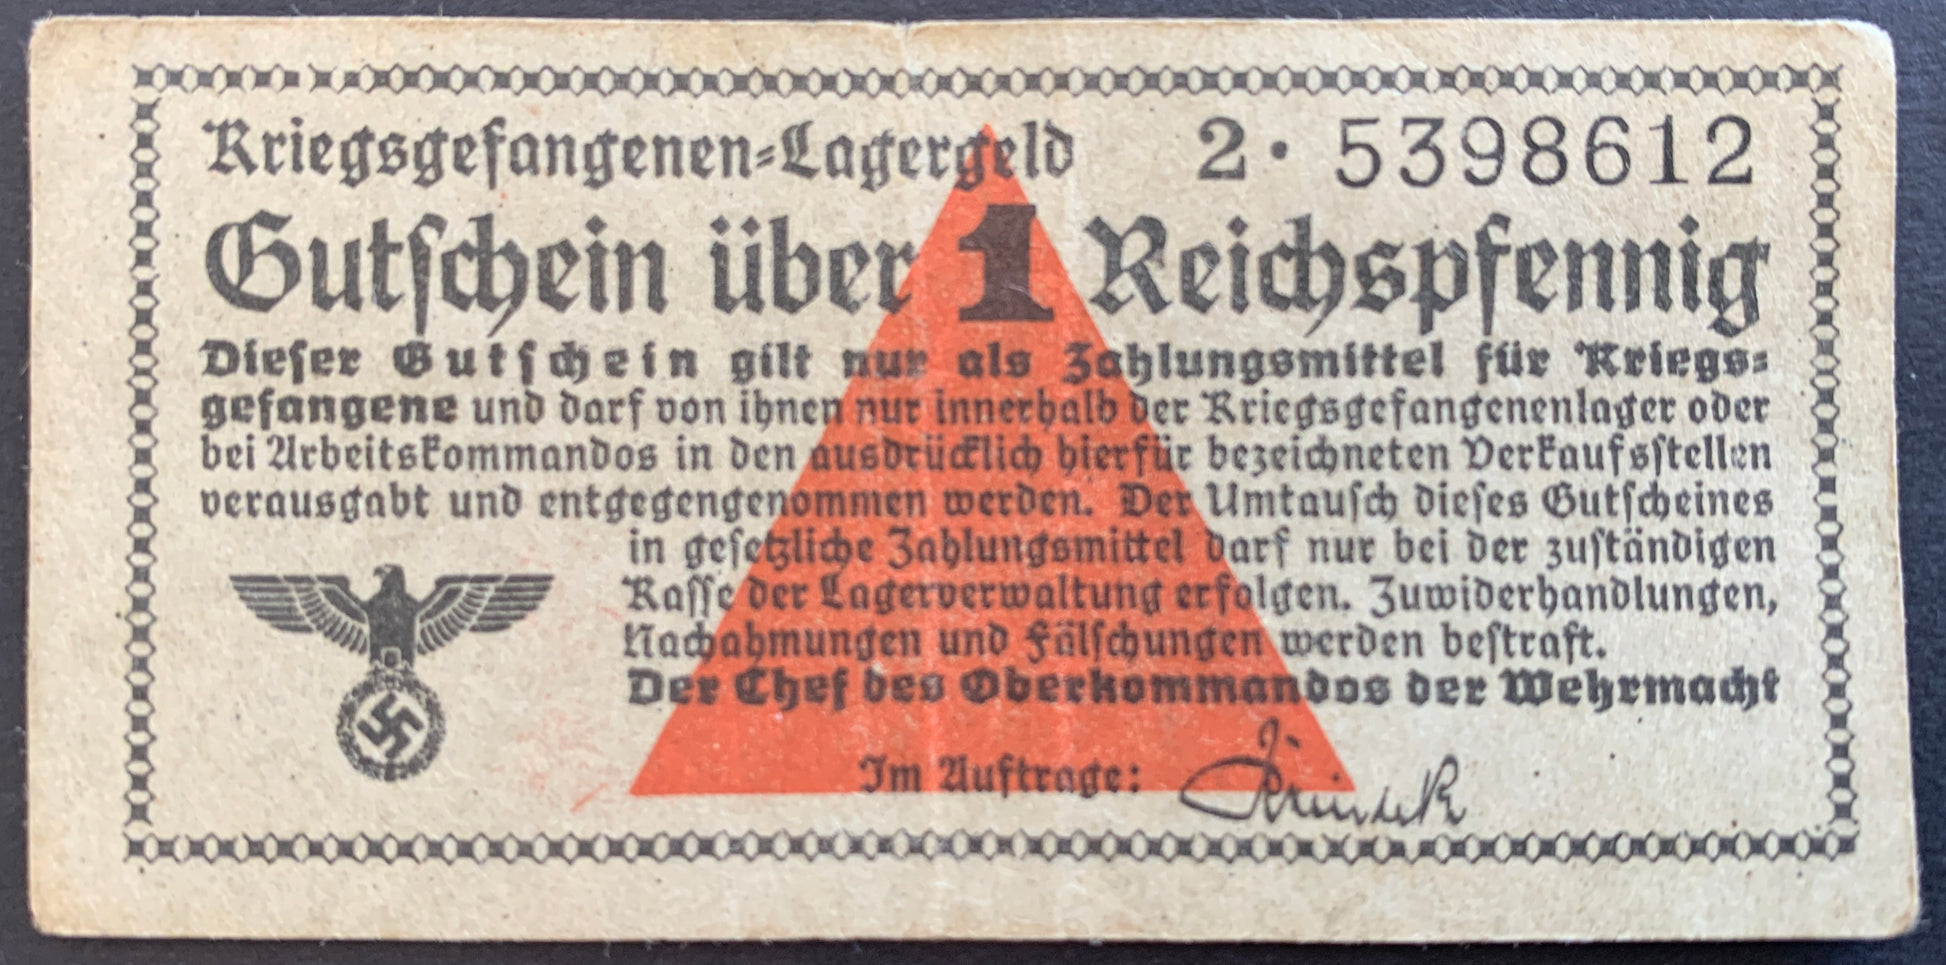 Kriegsgefangenen-Lagergeld 2· 5398612
Gutschein über 1 Reichspfennig
Dieser Gutschein gilt nur als Zahlungsmittel für Kriegs-
gefangene und darf von ihnen nur innerhalb der Kriegsgefangenenlager oder
bei Arbeitskommandos in den ausdrücklich hierfür bezeichneten Verkaufsstellen
verausgabt und entgegengenommen werden. Der Umtausch dieses Gutscheines
in gesetzliche Zahlungsmittel darf nur bei der zuständigen
Kasse der Lagerverwaltung erfolgen. Zuwiderhandlungen,
Nachahmungen und Fälschungen werden bestraft.
Der Chef des Oberkommandos der Wehrmacht
Im Auftrage: